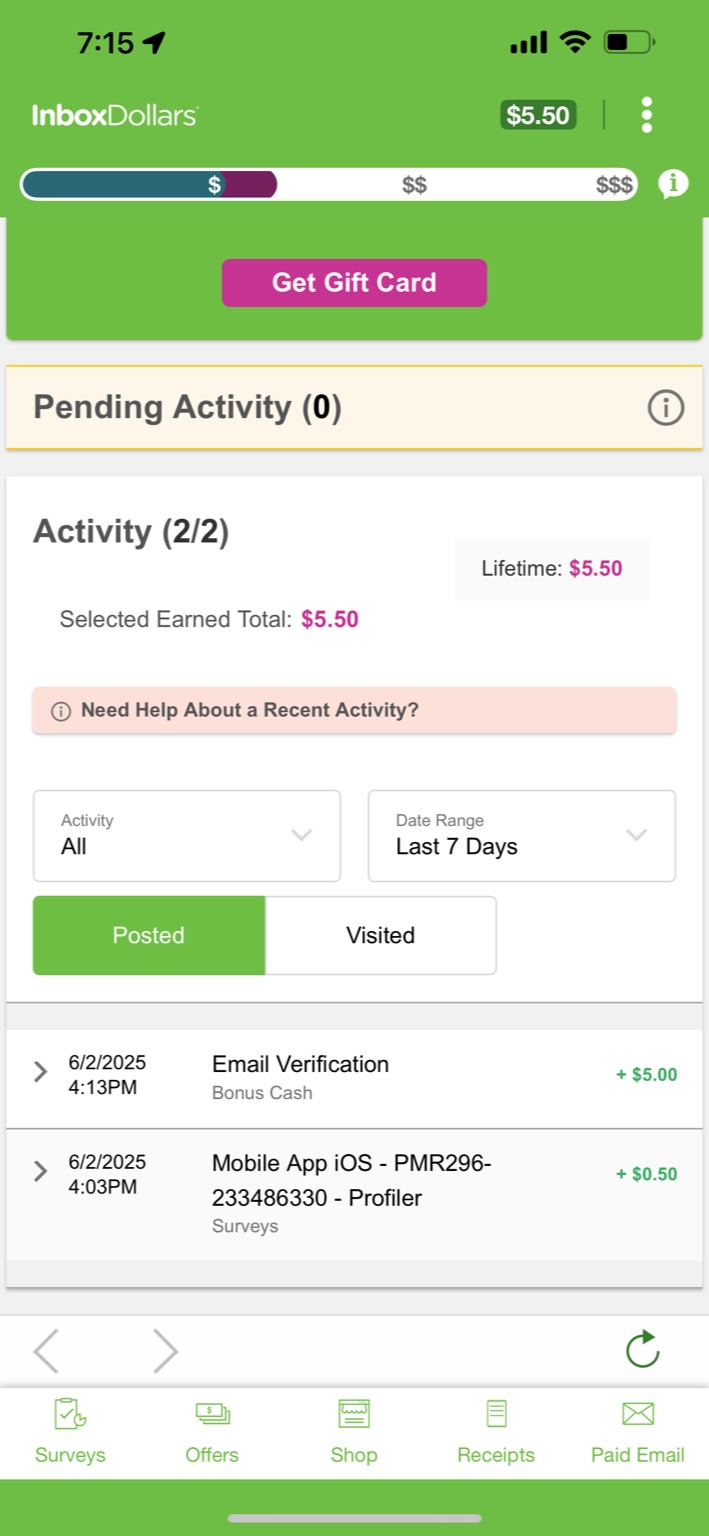 7:15
InboxDollars
$5.50
$ $$ $$$
Get Gift Card
Pending Activity (0)
Activity (2/2)
Lifetime: $5.50
Selected Earned Total: $5.50
Need Help About a Recent Activity?
Activity
All
Date Range
Last 7 Days
Posted
Visited
6/2/2025
4:13PM
Email Verification
Bonus Cash
+ $5.00
6/2/2025
4:03PM
Mobile App iOS - PMR296-
233486330 - Profiler
Surveys
+ $0.50
Surveys
Offers
Shop
Receipts
Paid Email